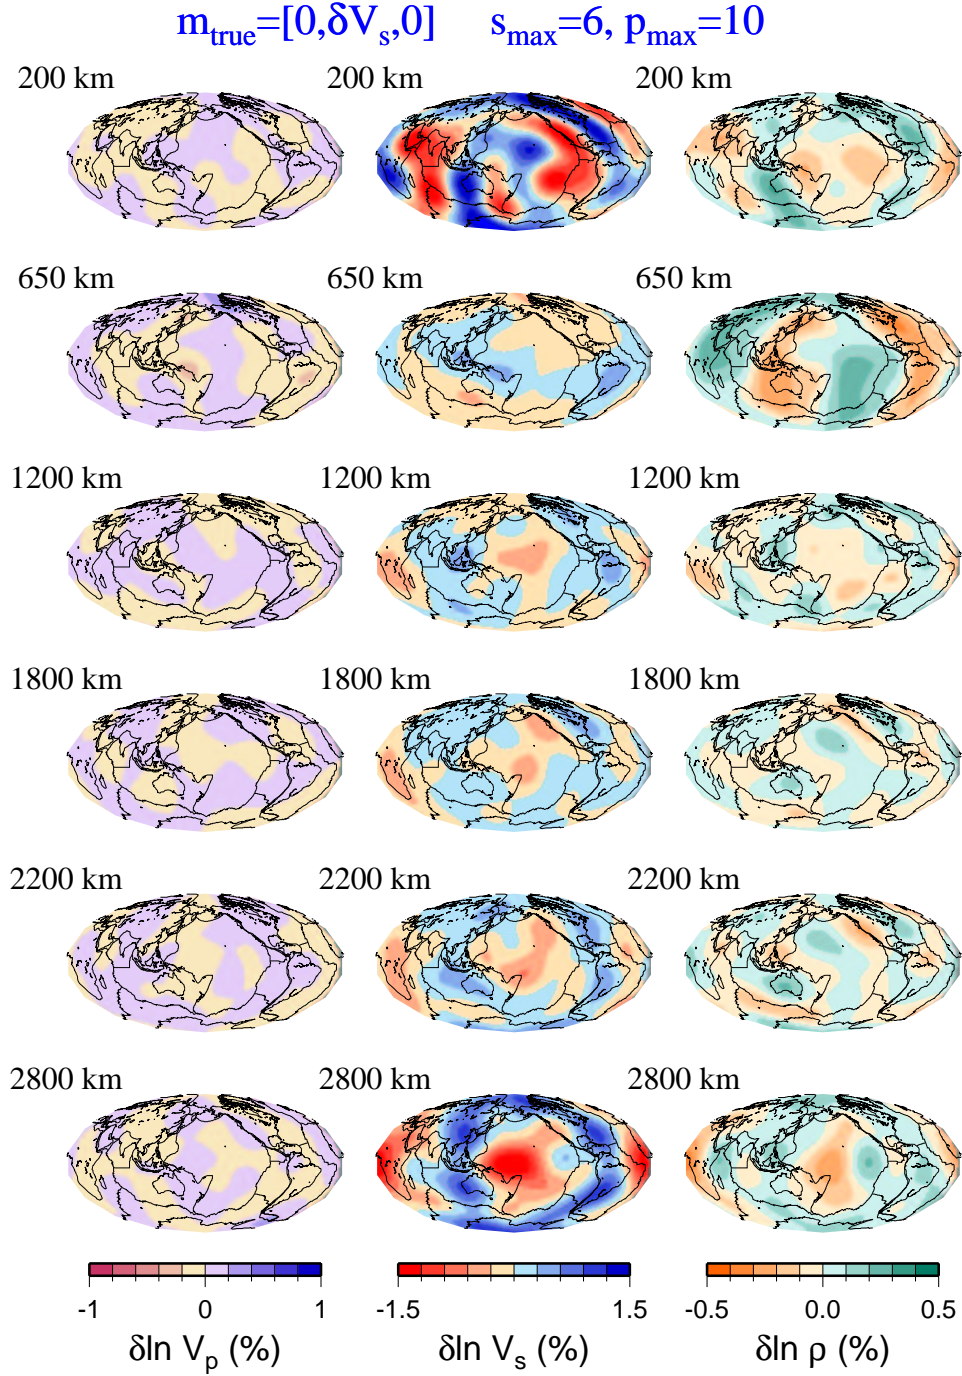 m_true=[0,δV_s,0] s_max=6, p_max=10
200 km 200 km 200 km
650 km 650 km 650 km
1200 km 1200 km 1200 km
1800 km 1800 km 1800 km
2200 km 2200 km 2200 km
2800 km 2800 km 2800 km
-1 0 1 -1.5 1.5 -0.5 0.0 0.5
δln V_p (%) δln V_s (%) δln ρ (%)